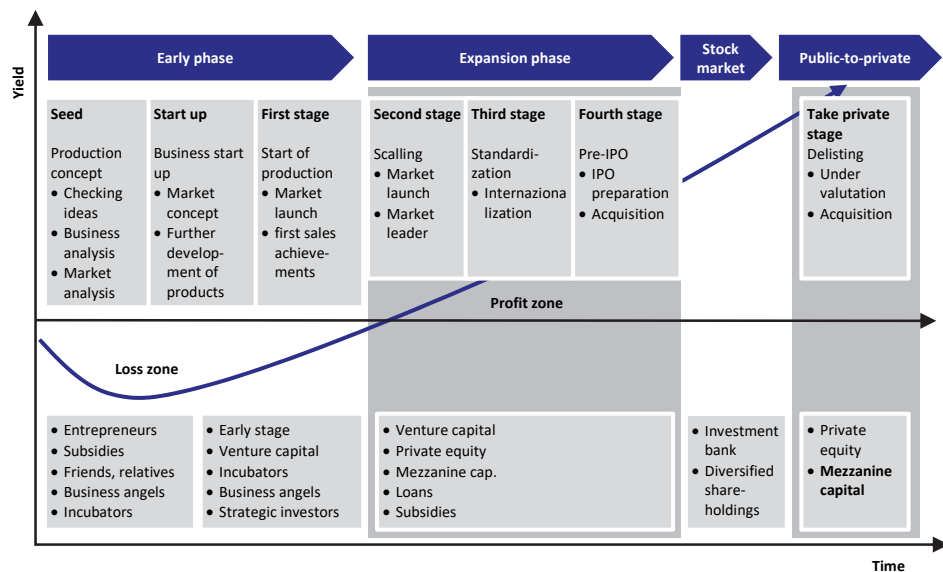 Yield
Early phase
Expansion phase
Stock
market
Public-to-private
Seed
Production
concept
• Checking
ideas
• Business
analysis
• Market
analysis
Start up
Business start
up
• Market
concept
• Further
develop-
ment of
products
First stage
Start of
production
• Market
launch
• first sales
achieve-
ments
Second stage
Scalling
• Market
launch
• Market
leader
Third stage
Standardi-
zation
• Internaziona
lization
Fourth stage
Pre-IPO
• IPO
preparation
• Acquisition
Take private
stage
Delisting
• Under
valutation
• Acquisition
Profit zone
Loss zone
• Entrepreneurs
• Subsidies
• Friends, relatives
• Business angels
• Incubators
• Early stage
• Venture capital
• Incubators
• Business angels
• Strategic investors
• Venture capital
• Private equity
• Mezzanine cap.
• Loans
• Subsidies
• Investment
bank
• Diversified
share-
holdings
• Private
equity
• Mezzanine
capital
Time